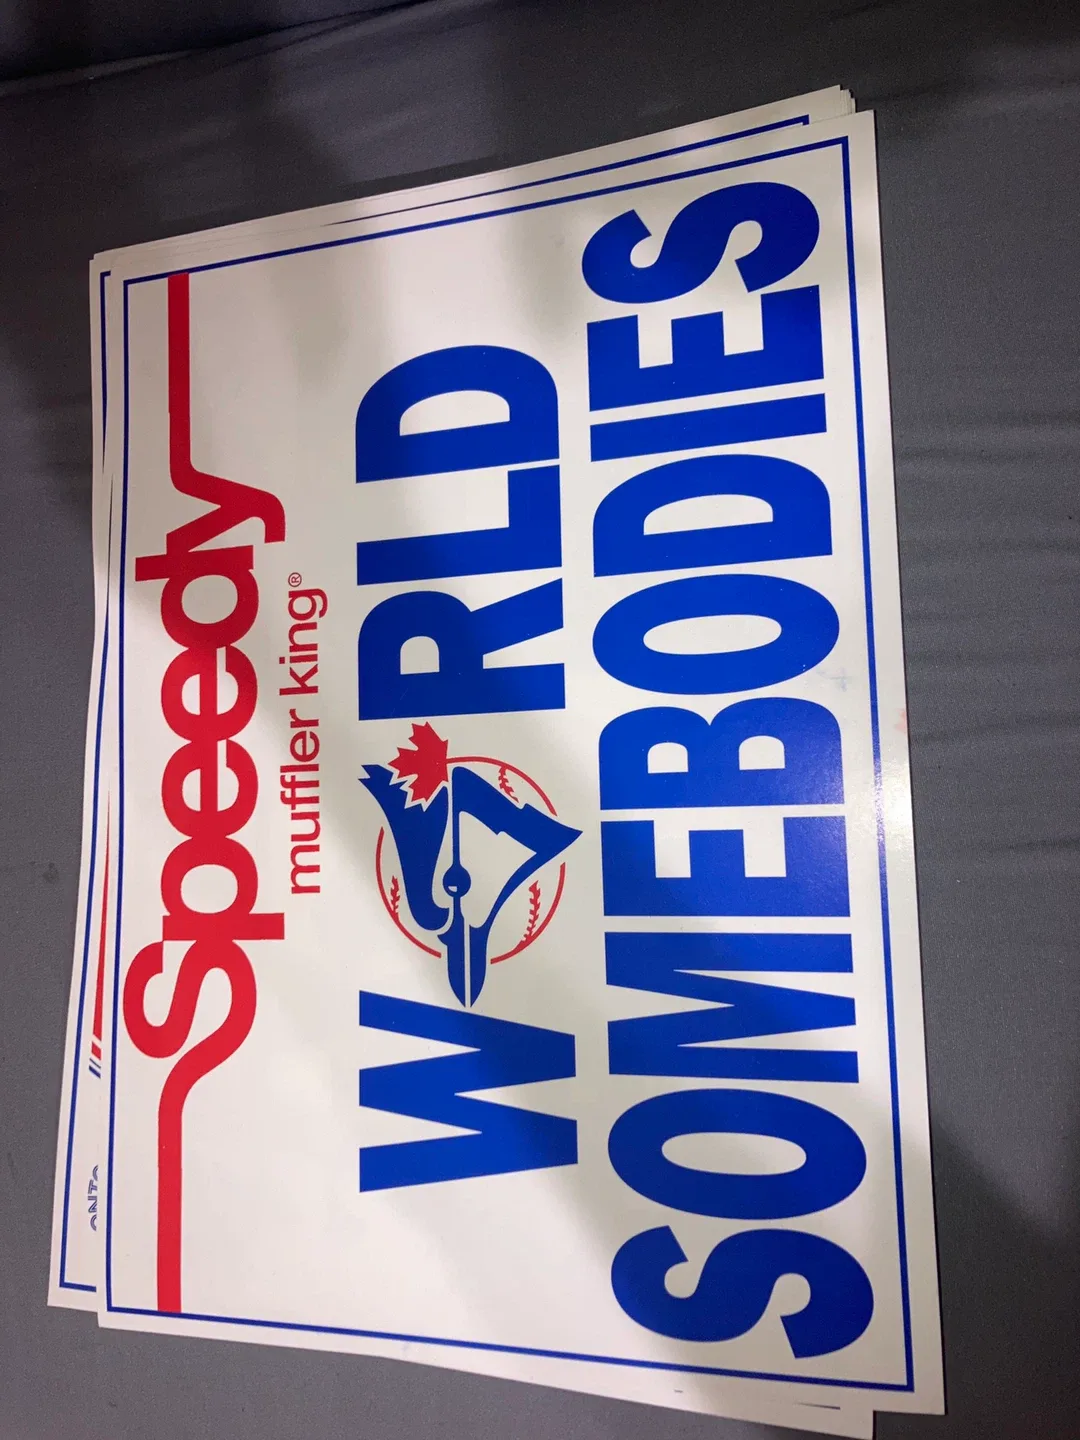 Speedy
muffler king®
W RLD
SOMEBODIES